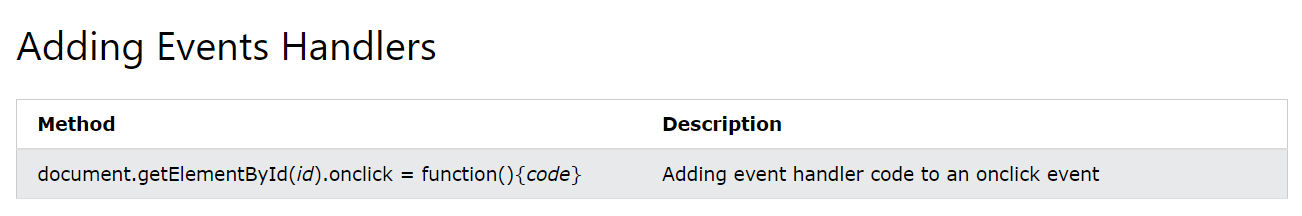 Adding Events Handlers
Method Description
document.getElementById(id).onclick = function(){code} Adding event handler code to an onclick event